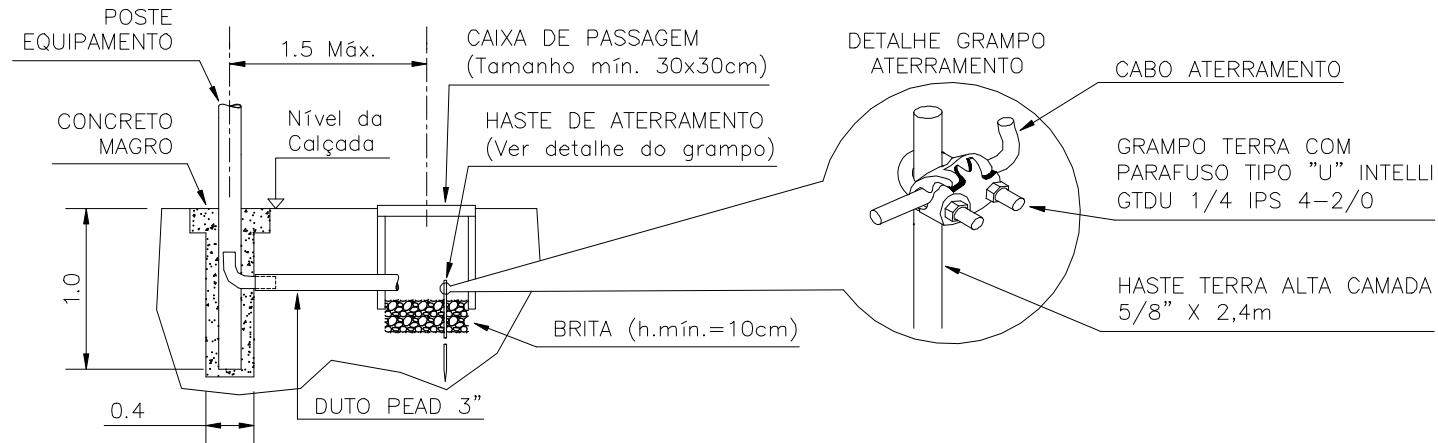 POSTE
EQUIPAMENTO
1.5 Máx.
CAIXA DE PASSAGEM
(Tamanho mín. 30x30cm)
DETALHE GRAMPO
ATERRAMENTO
CABO ATERRAMENTO
CONCRETO
MAGRO
Nível da
Calçada
HASTE DE ATERRAMENTO
(Ver detalhe do grampo)
GRAMPO TERRA COM
PARAFUSO TIPO "U" INTELLI
GTDU 1/4 IPS 4-2/0
1.0
HASTE TERRA ALTA CAMADA
5/8" X 2,4m
BRITA (h.mín.=10cm)
0.4
DUTO PEAD 3"